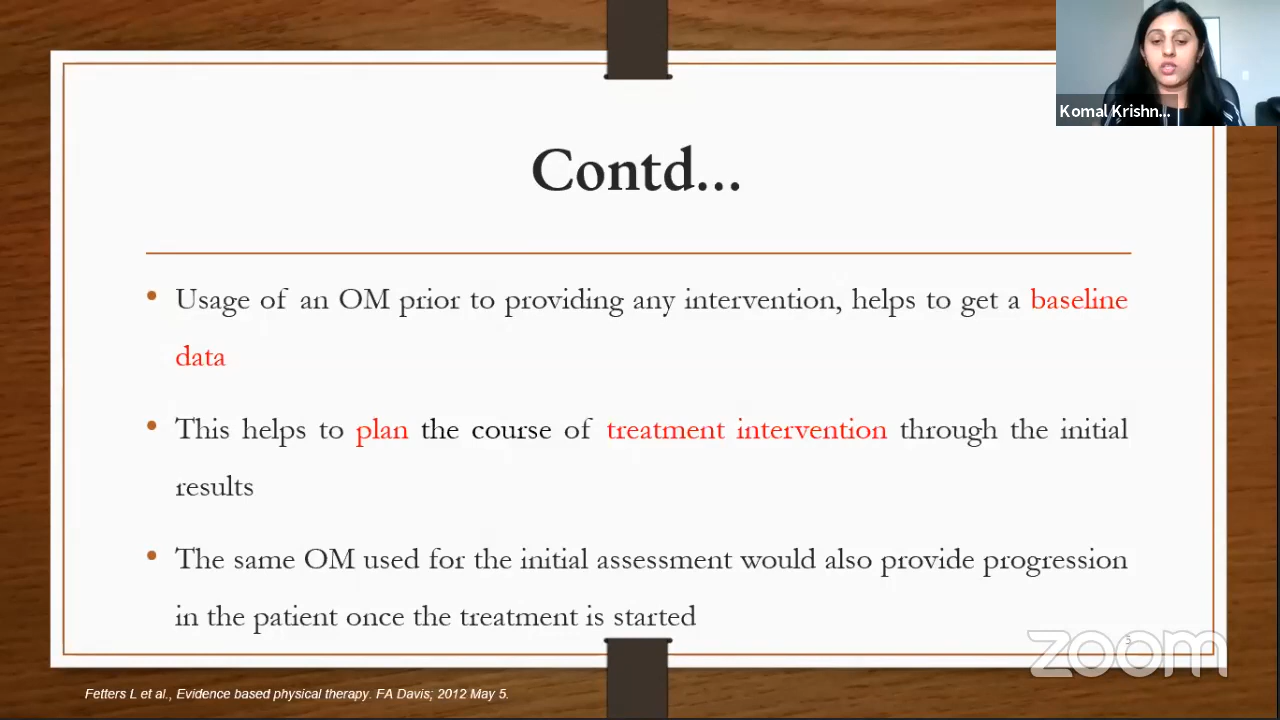 Komal Krishn...
Contd...
Usage of an OM prior to providing any intervention, helps to get a baseline
data
This helps to plan the course of treatment intervention through the initial
results
The same OM used for the initial assessment would also provide progression
in the patient once the treatment is started
5
zoom
Fetters L et al., Evidence based physical therapy. FA Davis; 2012 May 5.